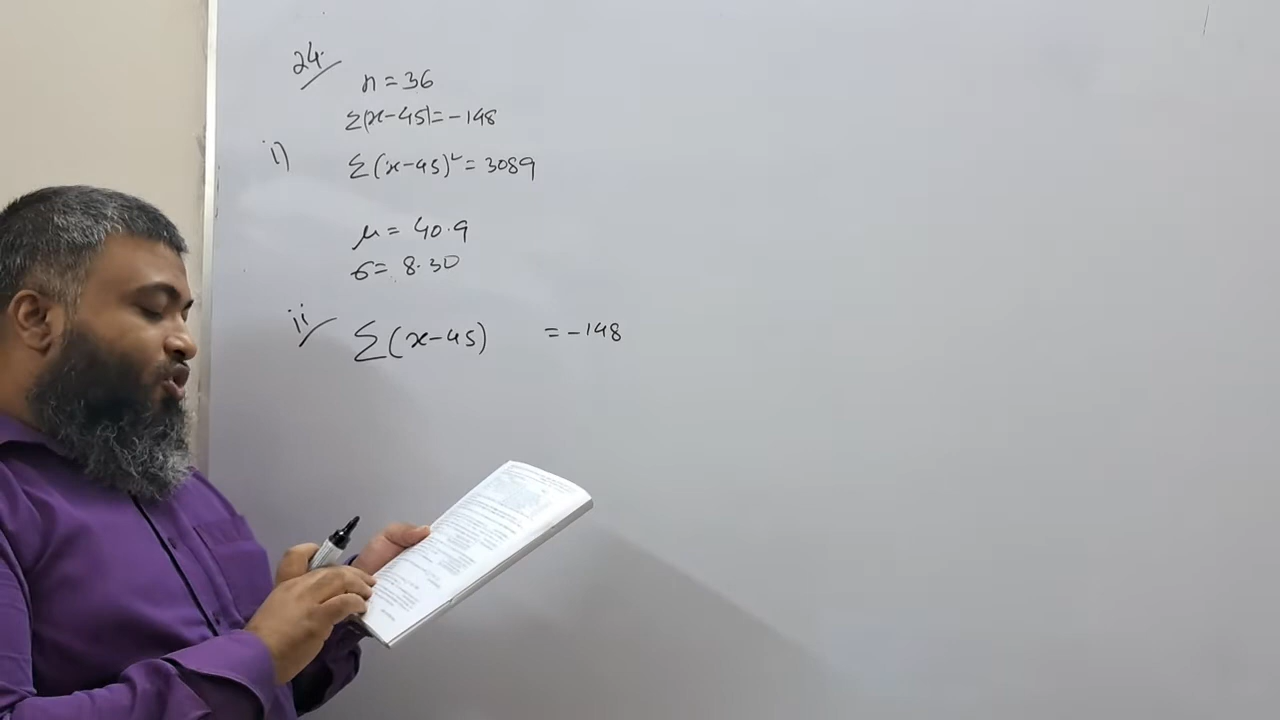 24.
n = 36
Σ(x-45) = -148
i) Σ(x-45)² = 3089
μ = 40.9
σ = 8.30
ii Σ(x-45) = -148